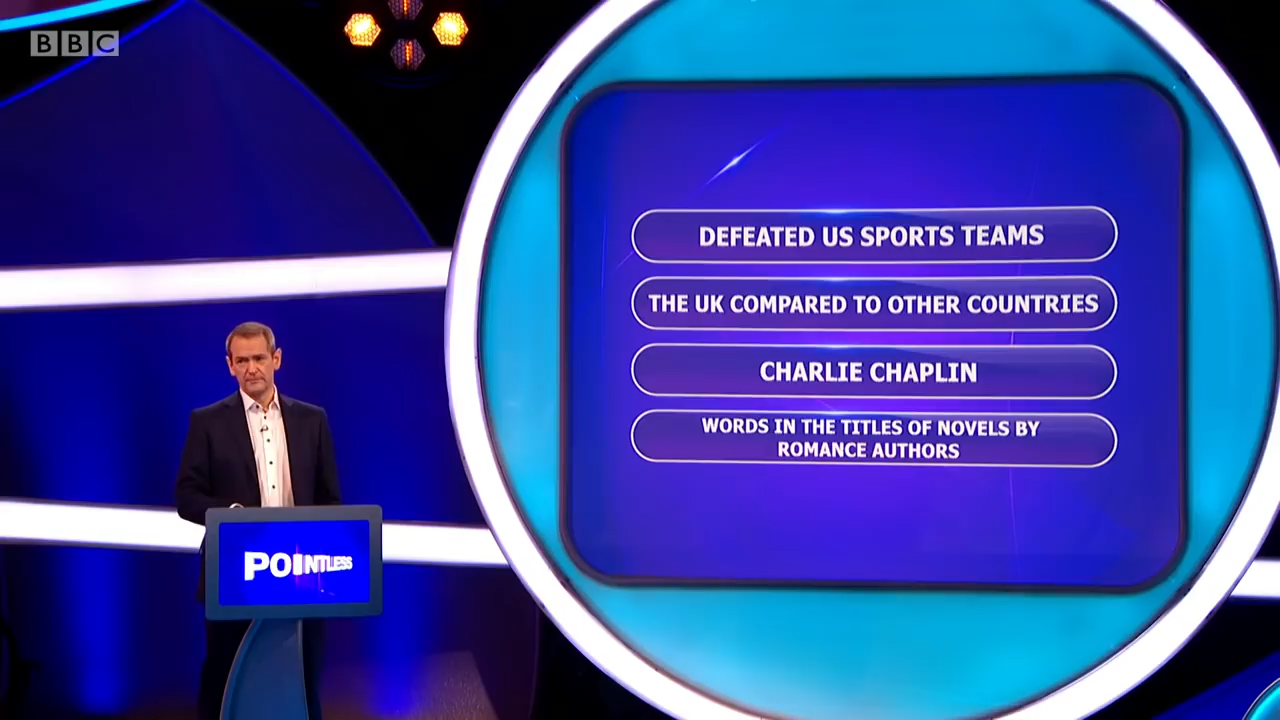 BBC
DEFEATED US SPORTS TEAMS
THE UK COMPARED TO OTHER COUNTRIES
CHARLIE CHAPLIN
WORDS IN THE TITLES OF NOVELS BY
ROMANCE AUTHORS
POINTLESS